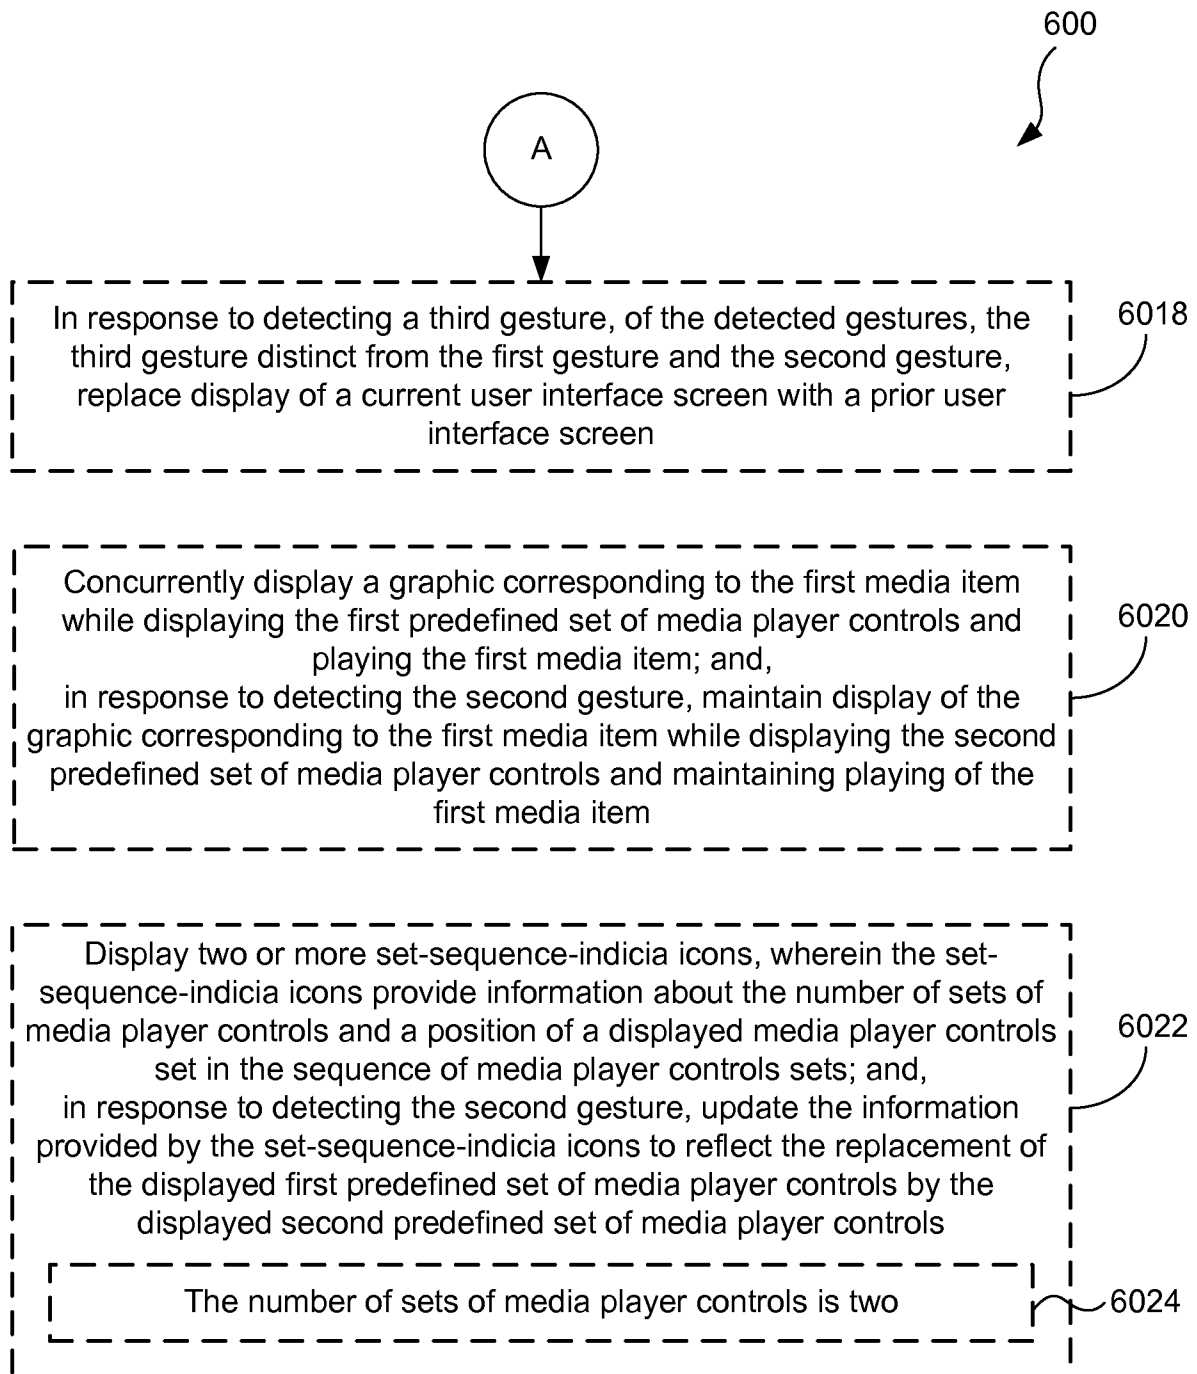 600
A
In response to detecting a third gesture, of the detected gestures, the
third gesture distinct from the first gesture and the second gesture,
replace display of a current user interface screen with a prior user
interface screen
6018
Concurrently display a graphic corresponding to the first media item
while displaying the first predefined set of media player controls and
playing the first media item; and,
in response to detecting the second gesture, maintain display of the
graphic corresponding to the first media item while displaying the second
predefined set of media player controls and maintaining playing of the
first media item
6020
Display two or more set-sequence-indicia icons, wherein the set-
sequence-indicia icons provide information about the number of sets of
media player controls and a position of a displayed media player controls
set in the sequence of media player controls sets; and,
in response to detecting the second gesture, update the information
provided by the set-sequence-indicia icons to reflect the replacement of
the displayed first predefined set of media player controls by the
displayed second predefined set of media player controls
6022
The number of sets of media player controls is two
6024